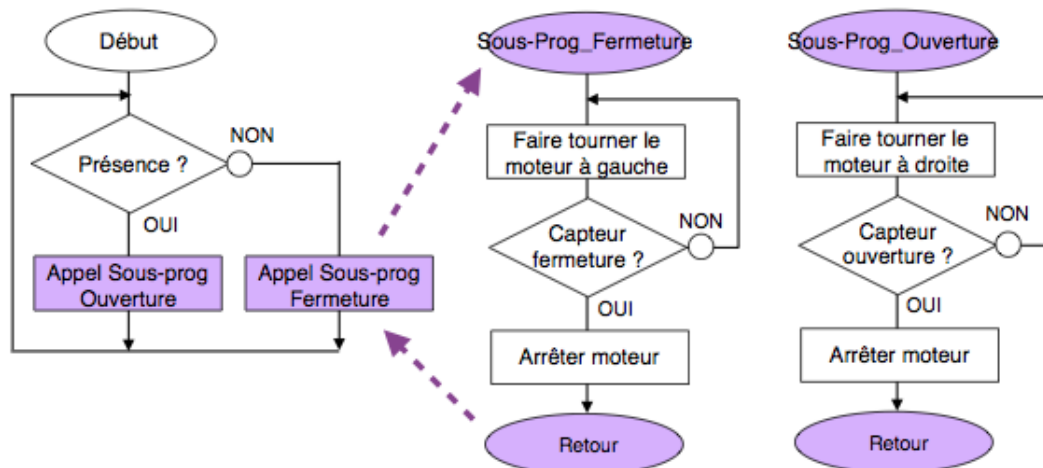 Début
Présence ?
NON
OUI
Appel Sous-prog
Ouverture
Appel Sous-prog
Fermeture
Sous-Prog_Fermeture
Faire tourner le
moteur à gauche
Capteur
fermeture ?
NON
OUI
Arrêter moteur
Retour
Sous-Prog_Ouverture
Faire tourner le
moteur à droite
Capteur
ouverture ?
NON
OUI
Arrêter moteur
Retour